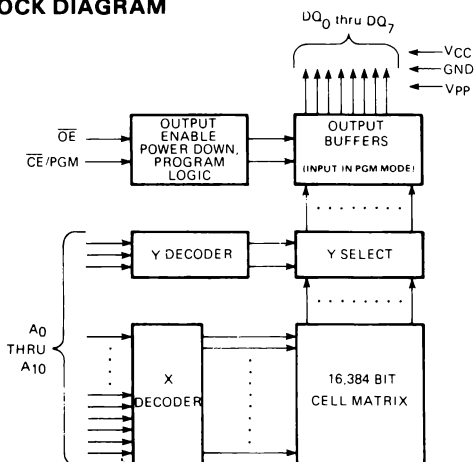 OCK DIAGRAM
DQ0 thru DQ7
VCC
GND
VPP
OE
CE/PGM
OUTPUT
ENABLE
POWER DOWN,
PROGRAM
LOGIC
OUTPUT
BUFFERS
(INPUT IN PGM MODE)
Y DECODER
Y SELECT
A0
THRU
A10
X
DECODER
16,384 BIT
CELL MATRIX